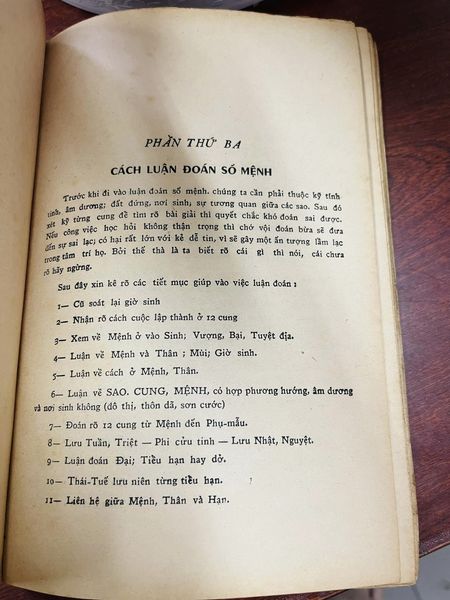 PHẦN THỨ BA
CÁCH LUẬN ĐOÁN SỐ MỆNH
Trước khi đi vào luận đoán số mệnh. chúng ta cần phải thuộc kỹ tính
tinh, âm dương; đất đứng, nơi sinh; sự tương quan giữa các sao. Sau đó
xét kỹ từng cung để tìm rõ bài giải thì quyết chắc khó đoán sai được.
Nếu công việc học hỏi không thận trọng thì chớ vội đoán bừa sẽ đưa
đến sự sai lạc; có hại rất lớn với kẻ dễ tin, vì sẽ gây một ấn tượng lầm lạc
trong tâm trí họ. Bởi thế thà là ta biết rõ cái gì thì nói, cái chưa
rõ hãy ngừng.
Sau đây xin kê rõ các tiết mục giúp vào việc luận đoán :
1— Cũ soát lại giờ sinh
2— Nhận rõ cách cuộc lập thành ở 12 cung
3— Xem về Mệnh ở vào Sinh; Vượng, Bại, Tuyệt địa.
4— Luận về Mệnh và Thân ; Mùi; Giờ sinh.
5— Luận về cách ở Mệnh, Thân.
6— Luận về SAO. CUNG, MỆNH, có hợp phương hướng, âm dương
và nơi sinh không (đô thị, thôn dã, sơn cước)
7— Đoán rõ 12 cung từ Mệnh đến Phụ-mẫu.
8— Lưu Tuần, Triệt — Phi cửu tinh — Lưu Nhật, Nguyệt.
9— Luận đoán Đại; Tiểu hạn hay dở.
10— Thái-Tuế lưu niên từng tiểu hạn.
11— Liên hệ giữa Mệnh, Thân và Hạn.